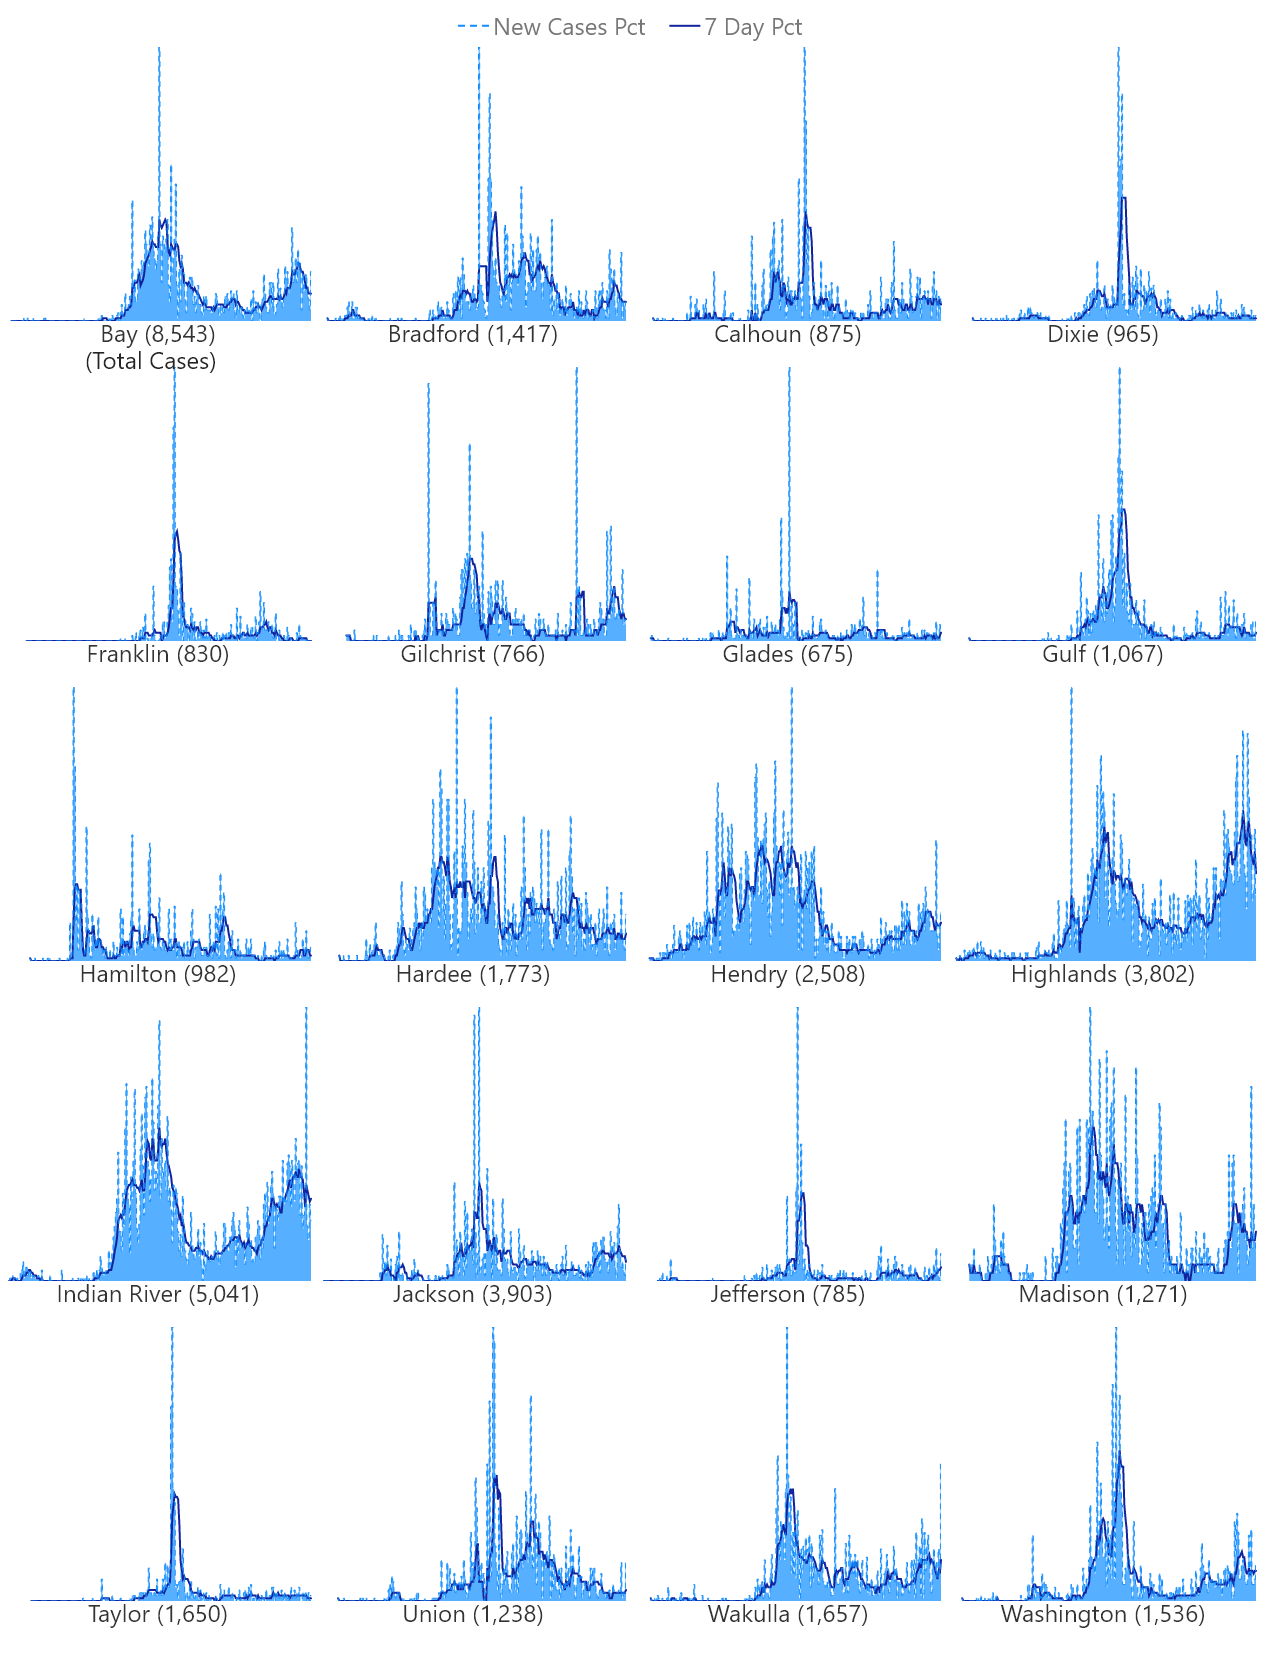 New Cases Pct 7 Day Pct
Bay (8,543) Bradford (1,417) Calhoun (875) Dixie (965)
(Total Cases)
Franklin (830) Gilchrist (766) Glades (675) Gulf (1,067)
Hamilton (982) Hardee (1,773) Hendry (2,508) Highlands (3,802)
Indian River (5,041) Jackson (3,903) Jefferson (785) Madison (1,271)
Taylor (1,650) Union (1,238) Wakulla (1,657) Washington (1,536)